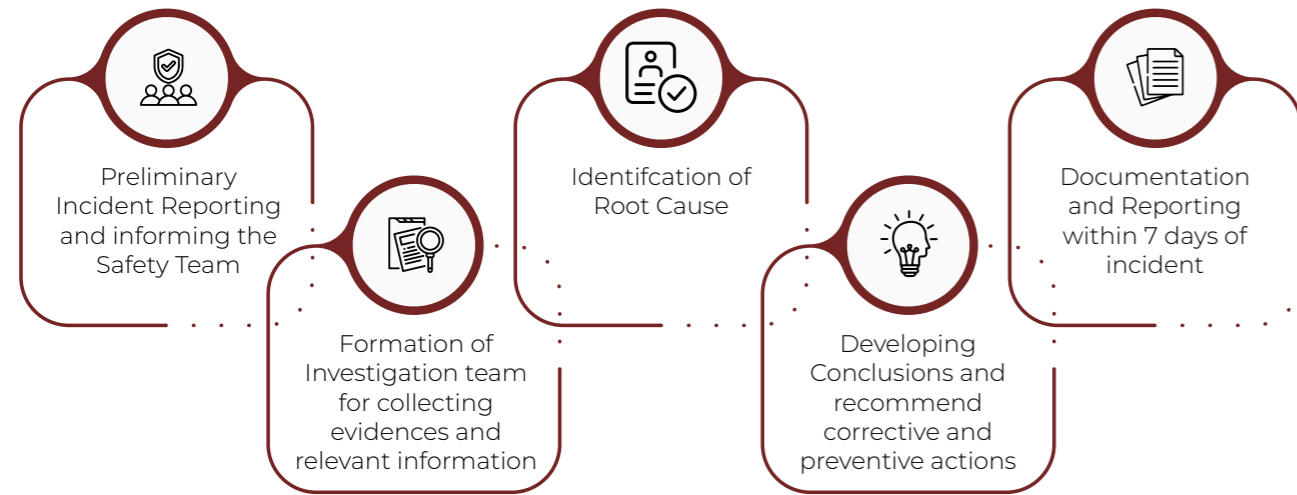 Preliminary
Incident Reporting
and informing the
Safety Team
Formation of
Investigation team
for collecting
evidences and
relevant information
Identifcation of
Root Cause
Developing
Conclusions and
recommend
corrective and
preventive actions
Documentation
and Reporting
within 7 days of
incident